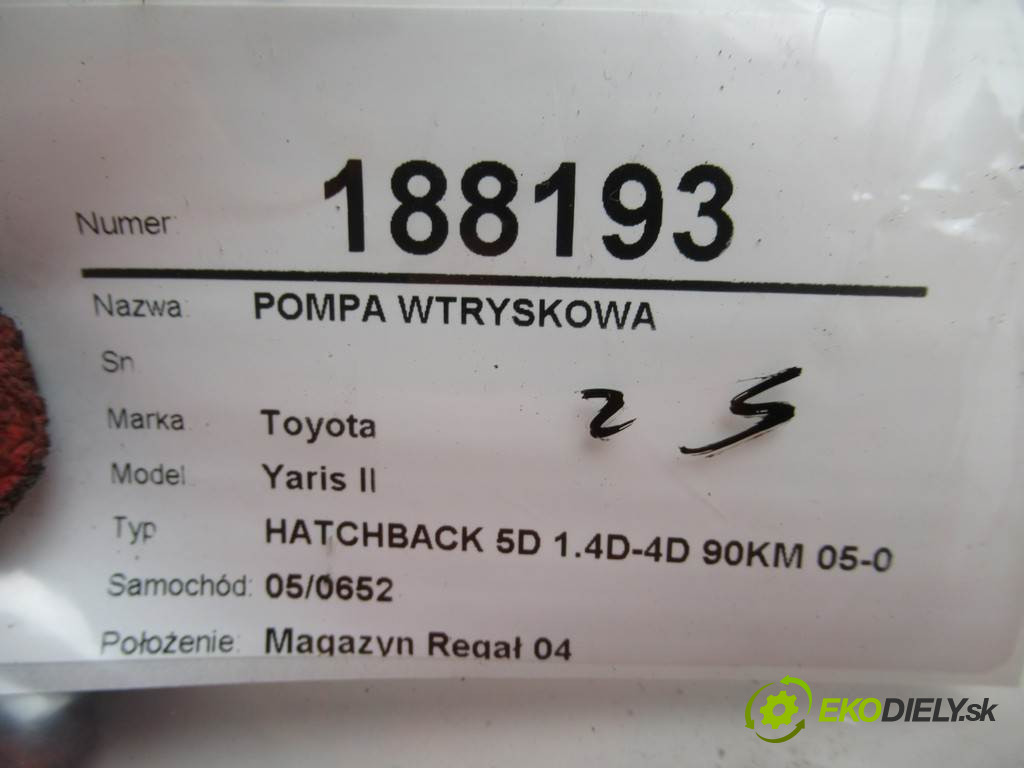 Numer: 188193
Nazwa: POMPA WTRYSKOWA
Sn
2 5
Marka Toyota
Model Yaris II
Typ HATCHBACK 5D 1.4D-4D 90KM 05-0
Samochód: 05/0652
Położenie: Magazyn Regał 04
EKODIELY.sk